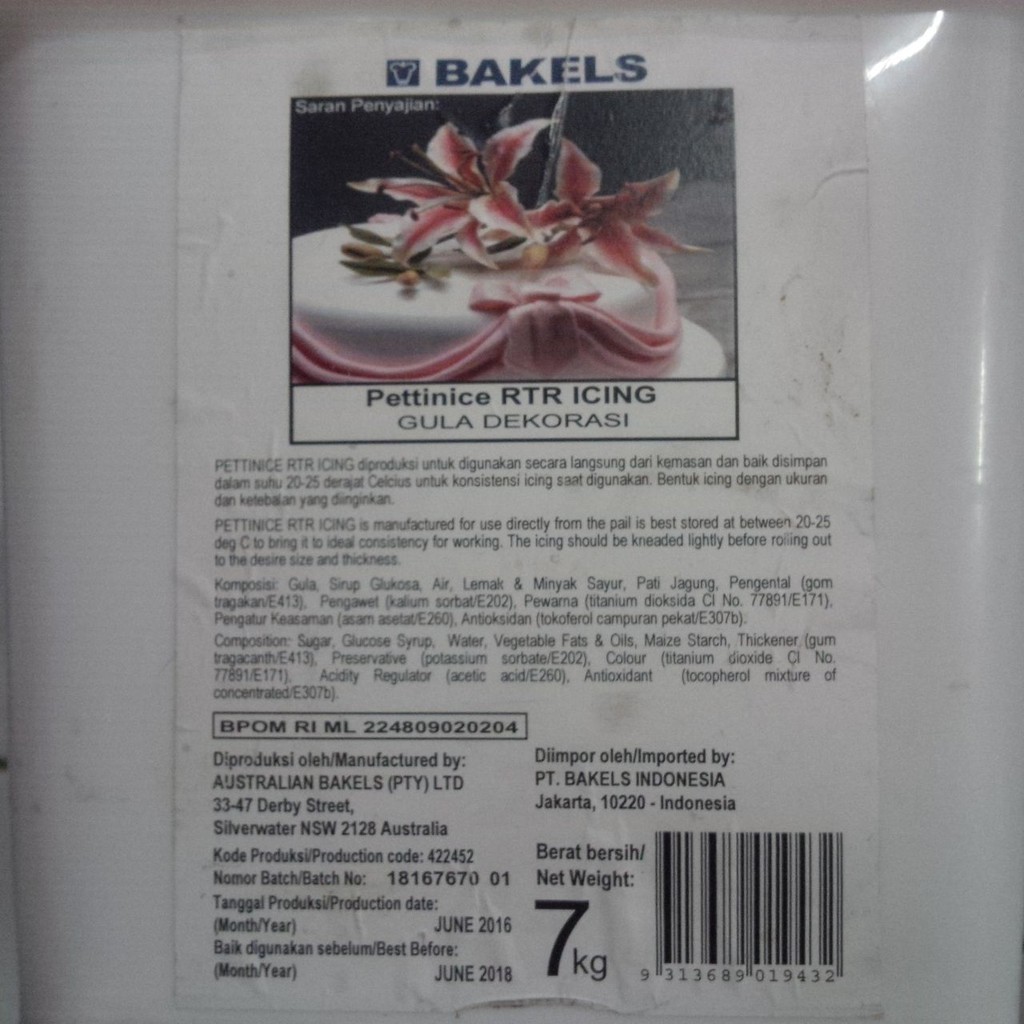 BAKELS
Saran Penyajian:
Pettinice RTR ICING
GULA DEKORASI
PETTINICE RTR ICING diproduksi untuk digunakan secara langsung dari kemasan dan baik disimpan
dalam suhu 20-25 derajat Celcius untuk konsistensi icing saat digunakan. Bentuk icing dengan ukuran
dan ketebalan yang diinginkan.
PETTINICE RTR ICING is manufactured for use directly from the pail is best stored at between 20-25
deg C to bring it to ideal consistency for working. The icing should be kneaded lightly before rolling out
to the desire size and thickness.
Komposisi: Gula, Sirup Glukosa, Air, Lemak & Minyak Sayur, Pati Jagung, Pengental (gom
tragakan/E413), Pengawet (kalium sorbat/E202), Pewarna (titanium dioksida CI No. 77891/E171),
Pengatur Keasaman (asam asetat/E260), Antioksidan (tokoferol campuran pekat/E307b).
Composition: Sugar, Glucose Syrup, Water, Vegetable Fats & Oils, Maize Starch, Thickener (gum
tragacanth/E413), Preservative (potassium sorbate/E202), Colour (titanium dioxide CI No.
77891/E171), Acidity Regulator (acetic acid/E260), Antioxidant (tocopherol mixture of
concentrated/E307b).
BPOM RI ML 224809020204
Diproduksi oleh/Manufactured by:
AUSTRALIAN BAKELS (PTY) LTD
33-47 Derby Street,
Silverwater NSW 2128 Australia
Diimpor oleh/Imported by:
PT. BAKELS INDONESIA
Jakarta, 10220 - Indonesia
Kode Produksi/Production code: 422452
Nomor Batch/Batch No: 18167670 01
Tanggal Produksi/Production date:
(Month/Year) JUNE 2016
Baik digunakan sebelum/Best Before:
(Month/Year) JUNE 2018
Berat bersih/
Net Weight:
7kg
9 313689 019432